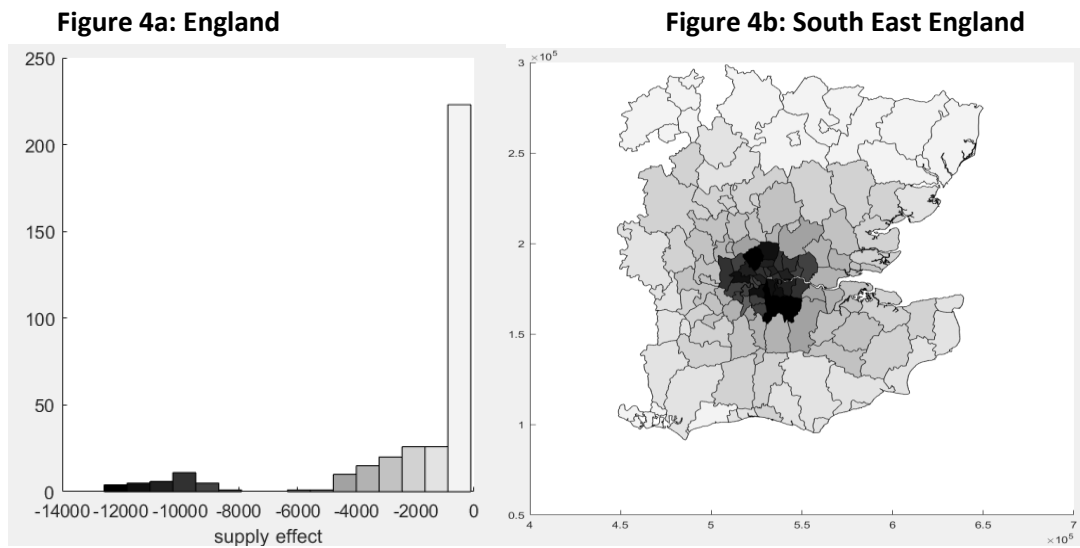 Figure 4a: England
Figure 4b: South East England
250
200
150
100
50
0
-14000 -12000 -10000 -8000 -6000 -4000 -2000 0
supply effect
×10⁵
3
2.5
2
1.5
1
0.5
4 4.5 5 5.5 6 6.5 7
×10⁵